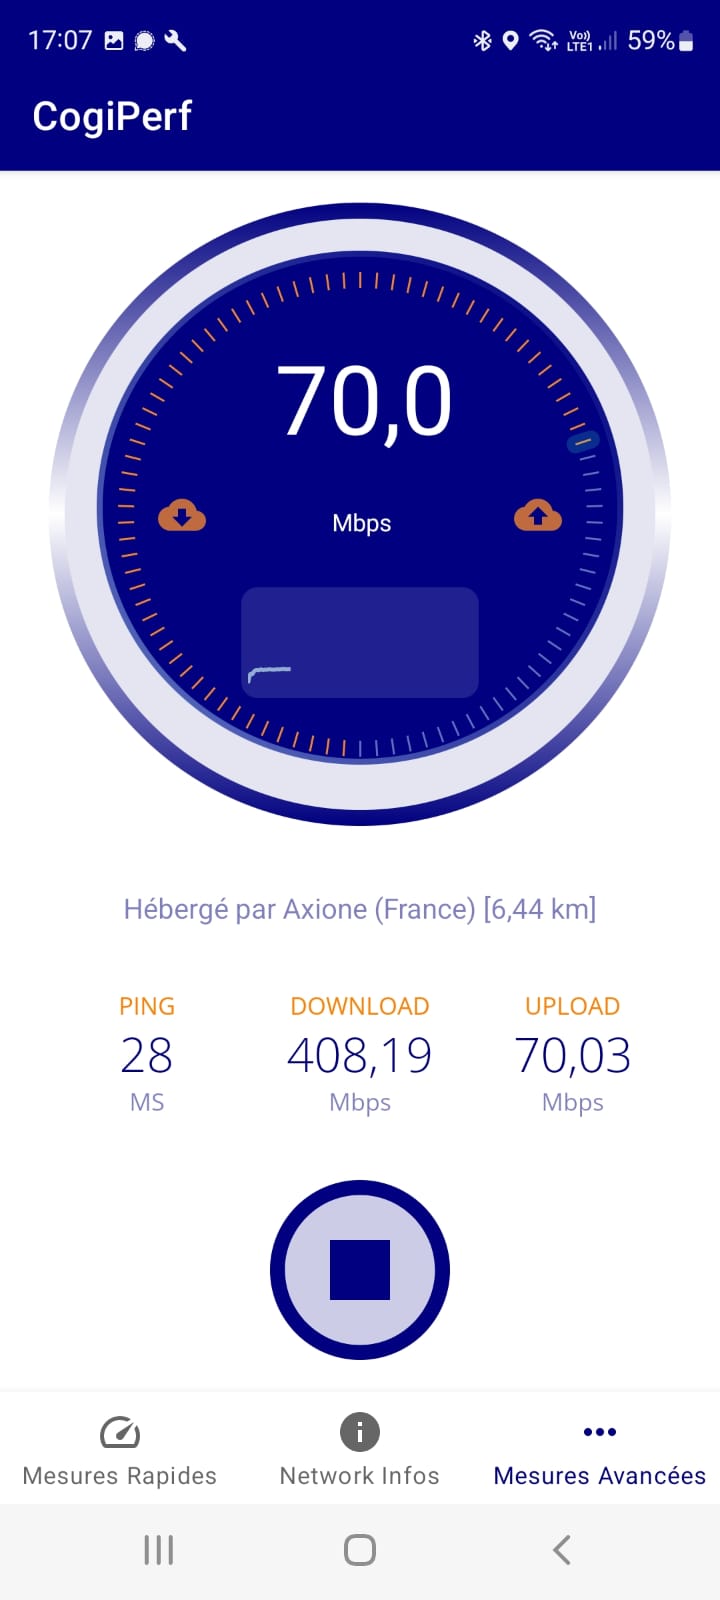 17:07 Vo)) LTE1 59%
CogiPerf
70,0
Mbps
Hébergé par Axione (France) [6,44 km]
PING DOWNLOAD UPLOAD
28 408,19 70,03
MS Mbps Mbps
Mesures Rapides Network Infos Mesures Avancées